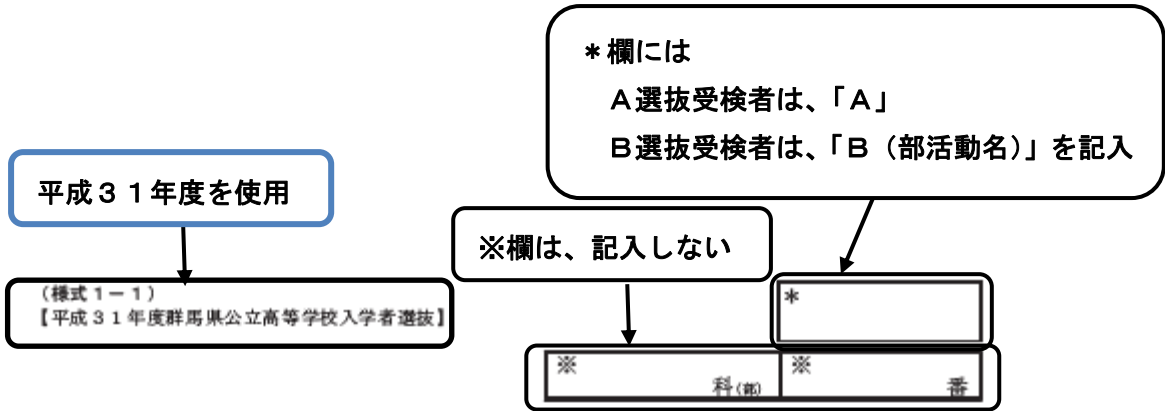 *欄には
A選抜受検者は、「A」
B選抜受検者は、「B（部活動名）」を記入
平成31年度を使用
※欄は、記入しない
（様式1－1）
【平成31年度群馬県公立高等学校入学者選抜】
*
※ 科(部)
※ 番